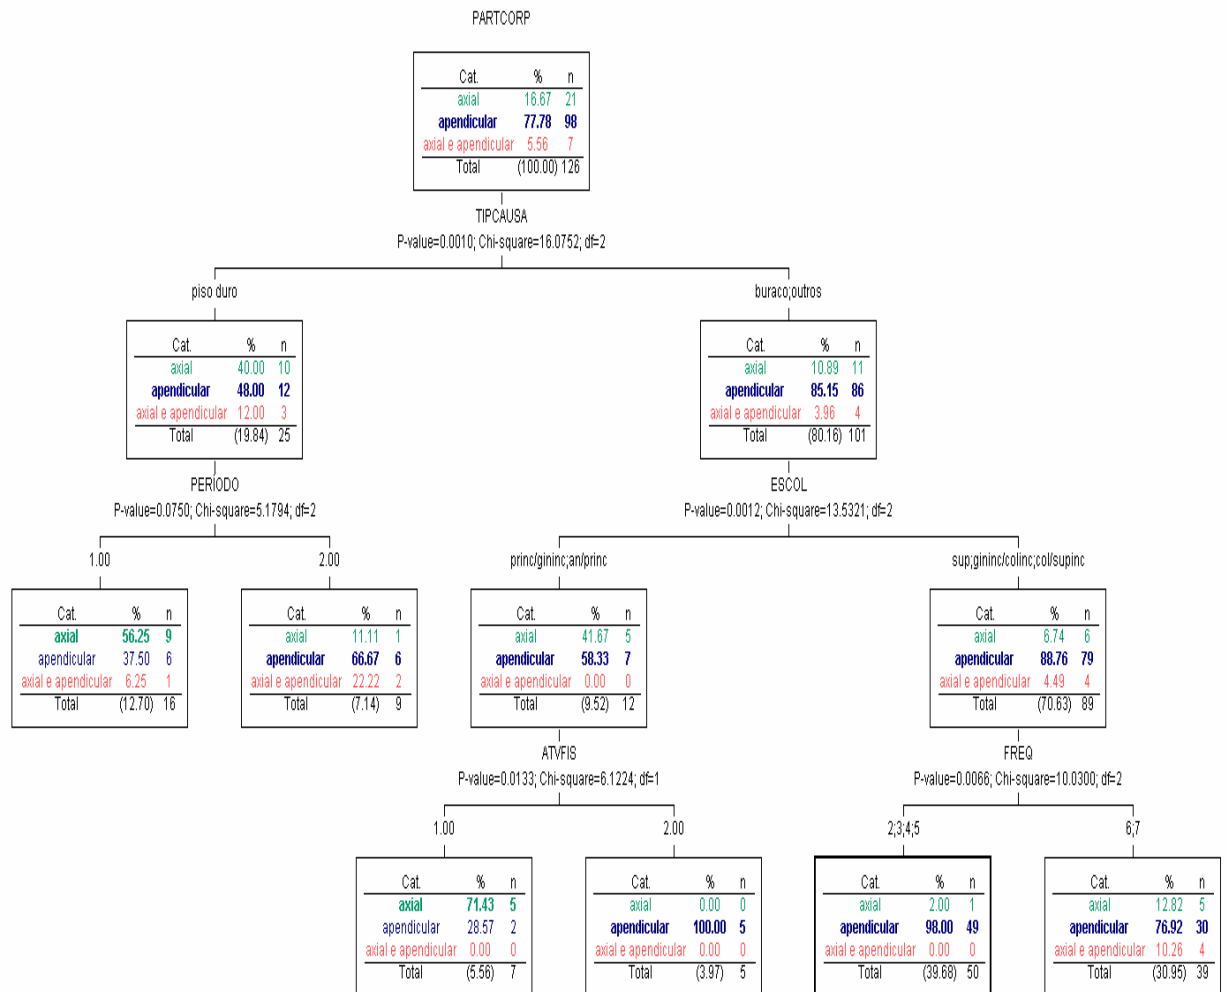 PARTCORP
Cat. % n
axial 16.67 21
apendicular 77.78 98
axial e apendicular 5.56 7
Total (100.00) 126
TIPCAUSA
P-value=0.0010; Chi-square=16.0752; df=2
piso duro
buraco;outros
Cat. % n
axial 40.00 10
apendicular 48.00 12
axial e apendicular 12.00 3
Total (19.84) 25
Cat. % n
axial 10.89 11
apendicular 85.15 86
axial e apendicular 3.96 4
Total (80.16) 101
PERÍODO
P-value=0.0750; Chi-square=5.1794; df=2
ESCOL
P-value=0.0012; Chi-square=13.5321; df=2
1.00
2.00
princ/gininc;an/princ
sup;gininc/colinc;col/supinc
Cat. % n
axial 56.25 9
apendicular 37.50 6
axial e apendicular 6.25 1
Total (12.70) 16
Cat. % n
axial 11.11 1
apendicular 66.67 6
axial e apendicular 22.22 2
Total (7.14) 9
Cat. % n
axial 41.67 5
apendicular 58.33 7
axial e apendicular 0.00 0
Total (9.52) 12
Cat. % n
axial 6.74 6
apendicular 88.76 79
axial e apendicular 4.49 4
Total (70.63) 89
ATVFIS
P-value=0.0133; Chi-square=6.1224; df=1
FREQ
P-value=0.0066; Chi-square=10.0300; df=2
1.00
2.00
2;3;4;5
6;7
Cat. % n
axial 71.43 5
apendicular 28.57 2
axial e apendicular 0.00 0
Total (5.56) 7
Cat. % n
axial 0.00 0
apendicular 100.00 5
axial e apendicular 0.00 0
Total (3.97) 5
Cat. % n
axial 2.00 1
apendicular 98.00 49
axial e apendicular 0.00 0
Total (39.68) 50
Cat. % n
axial 12.82 5
apendicular 76.92 30
axial e apendicular 10.26 4
Total (30.95) 39